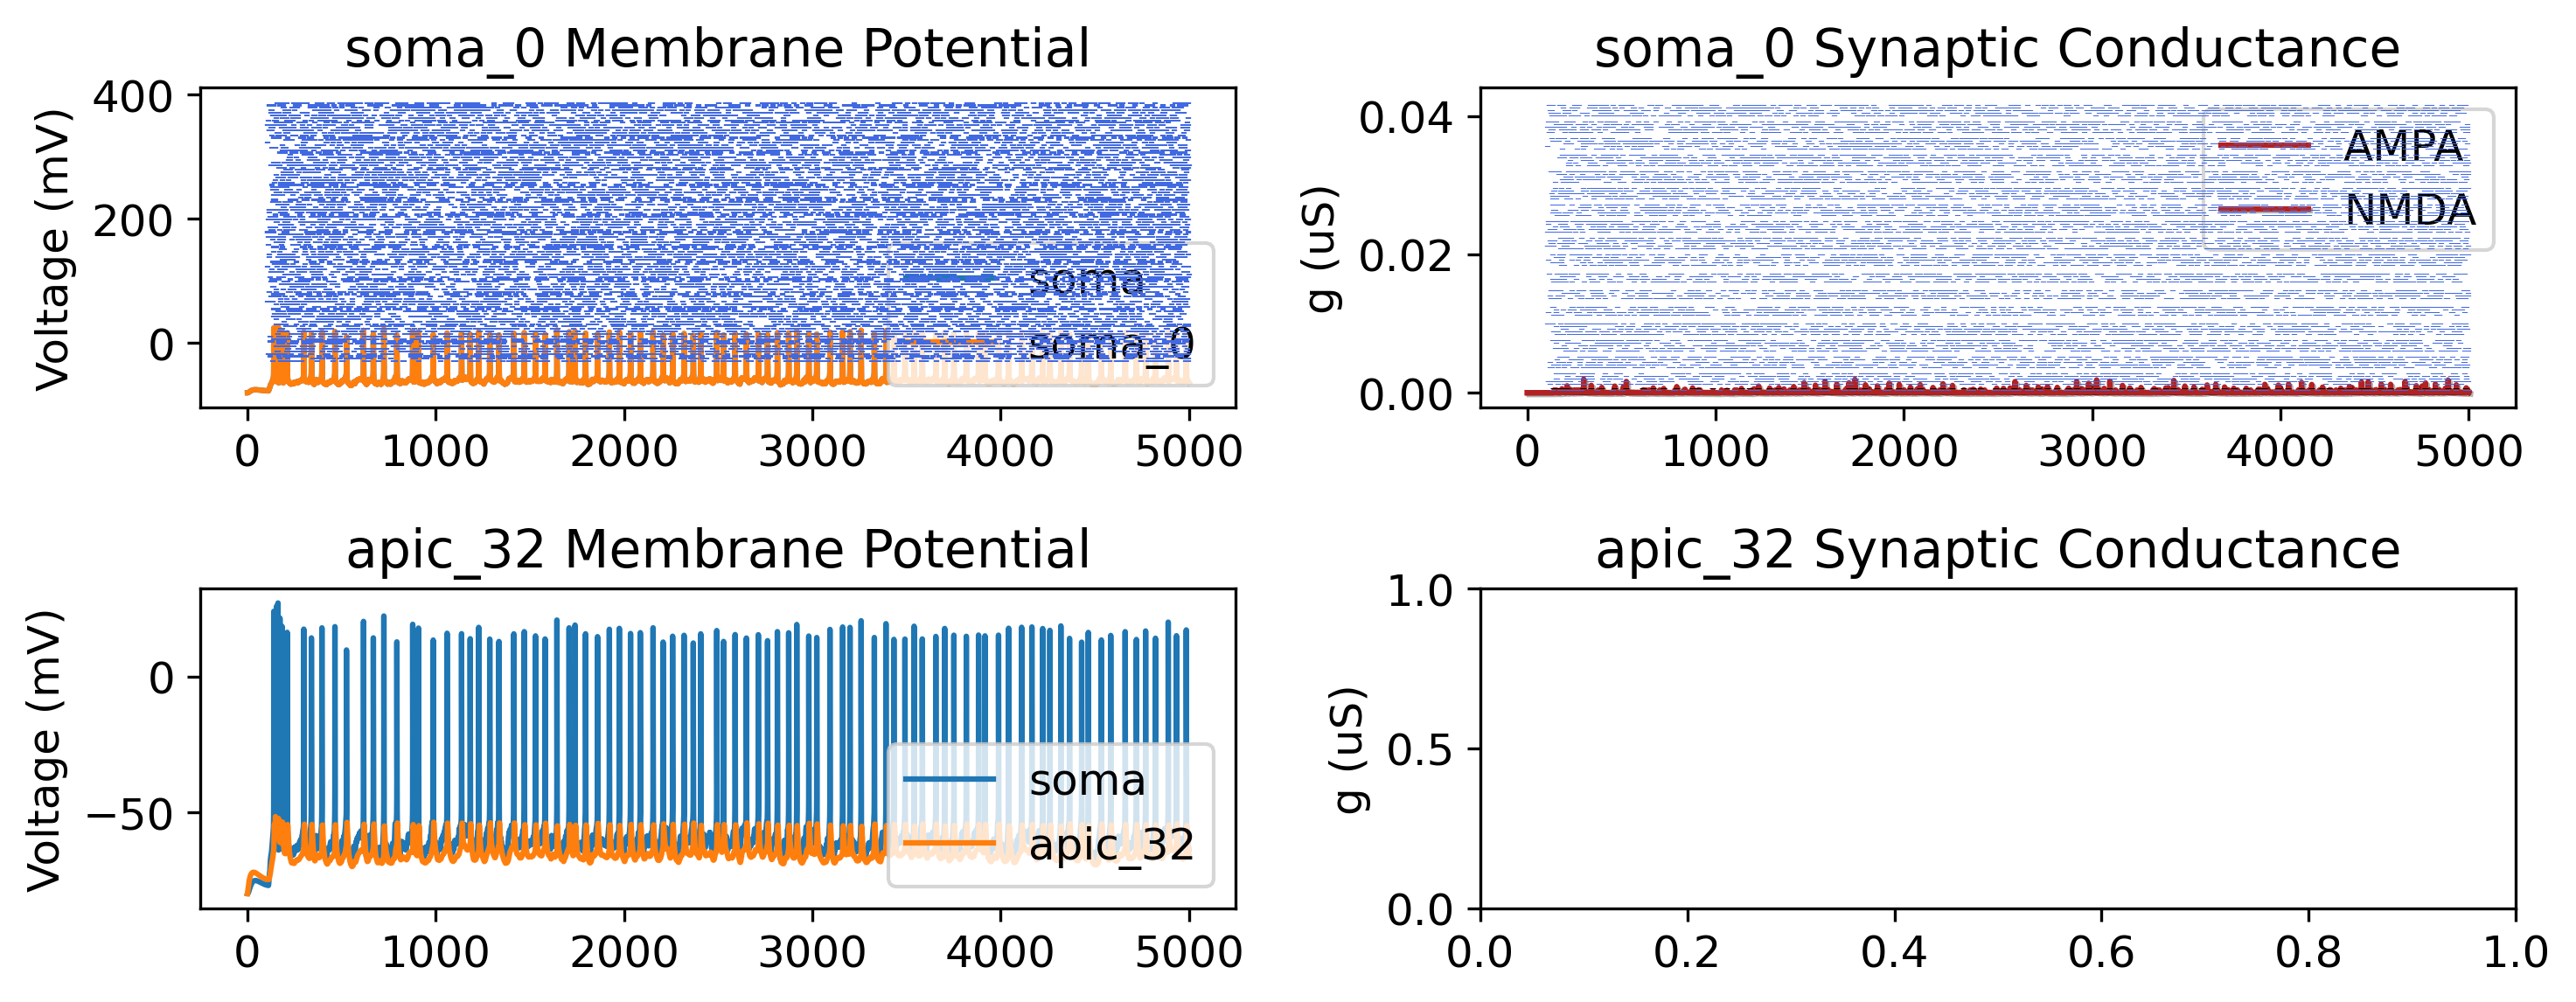 soma_0 Membrane Potential
Voltage (mV)
400
200
0
soma
soma_0
0 1000 2000 3000 4000 5000
soma_0 Synaptic Conductance
g (uS)
0.04
0.02
0.00
AMPA
NMDA
0 1000 2000 3000 4000 5000
apic_32 Membrane Potential
Voltage (mV)
0
−50
soma
apic_32
0 1000 2000 3000 4000 5000
apic_32 Synaptic Conductance
g (uS)
1.0
0.5
0.0
0.0 0.2 0.4 0.6 0.8 1.0